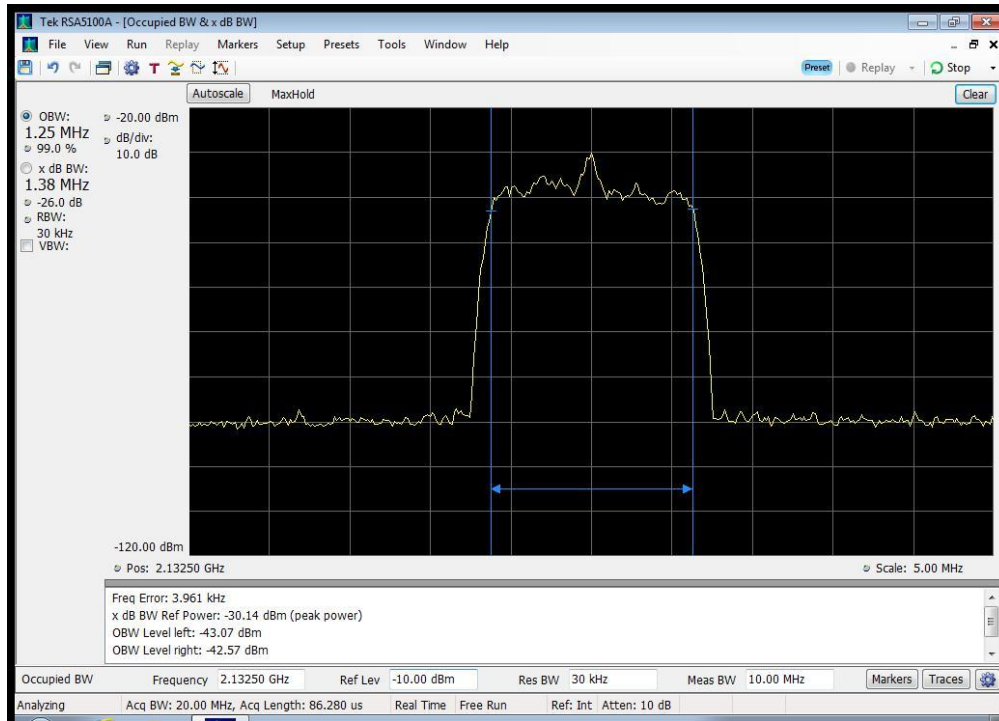 Tek RSA5100A - [Occupied BW & x dB BW]
File View Run Replay Markers Setup Presets Tools Window Help
T Preset Replay Stop
Autoscale MaxHold Clear
OBW:
1.25 MHz
99.0 %
x dB BW:
1.38 MHz
-26.0 dB
RBW:
30 kHz
VBW:
-20.00 dBm
dB/div:
10.0 dB
-120.00 dBm
Pos: 2.13250 GHz Scale: 5.00 MHz
Freq Error: 3.961 kHz
x dB BW Ref Power: -30.14 dBm (peak power)
OBW Level left: -43.07 dBm
OBW Level right: -42.57 dBm
Occupied BW Frequency 2.13250 GHz Ref Lev -10.00 dBm Res BW 30 kHz Meas BW 10.00 MHz Markers Traces
Analyzing Acq BW: 20.00 MHz, Acq Length: 86.280 us Real Time Free Run Ref: Int Atten: 10 dB